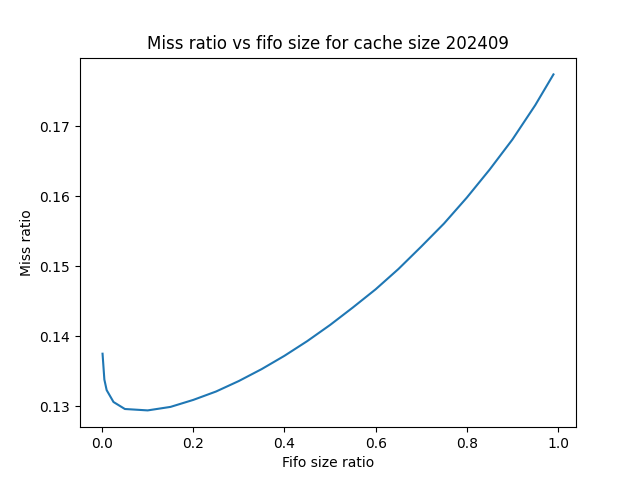 Miss ratio vs fifo size for cache size 202409
Miss ratio
0.17
0.16
0.15
0.14
0.13
0.0 0.2 0.4 0.6 0.8 1.0
Fifo size ratio